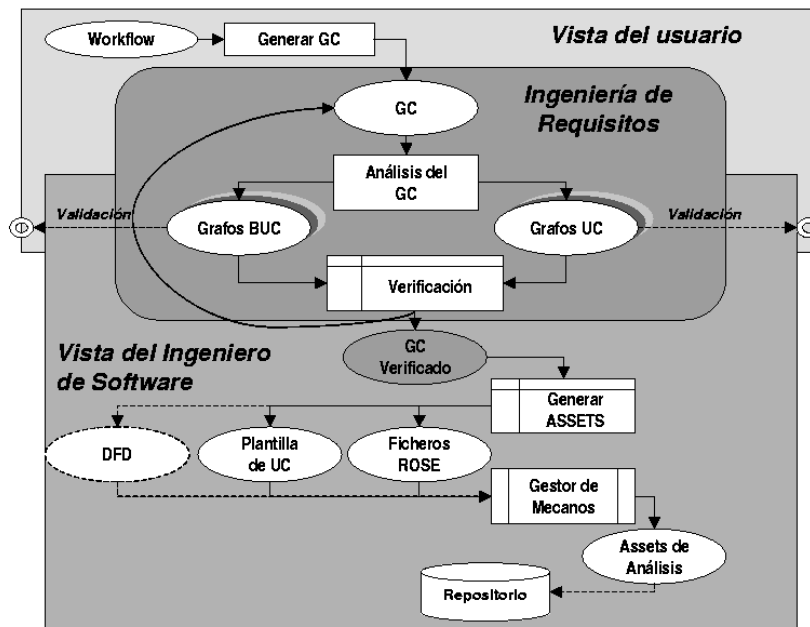 Workflow
Generar GC
Vista del usuario
Ingeniería de
Requisitos
GC
Análisis del
GC
Validación
Grafos BUC
Grafos UC
Validación
Verificación
Vista del Ingeniero
de Software
GC
Verificado
Generar
ASSETS
DFD
Plantilla
de UC
Ficheros
ROSE
Gestor de
Mecanos
Assets de
Análisis
Repositorio